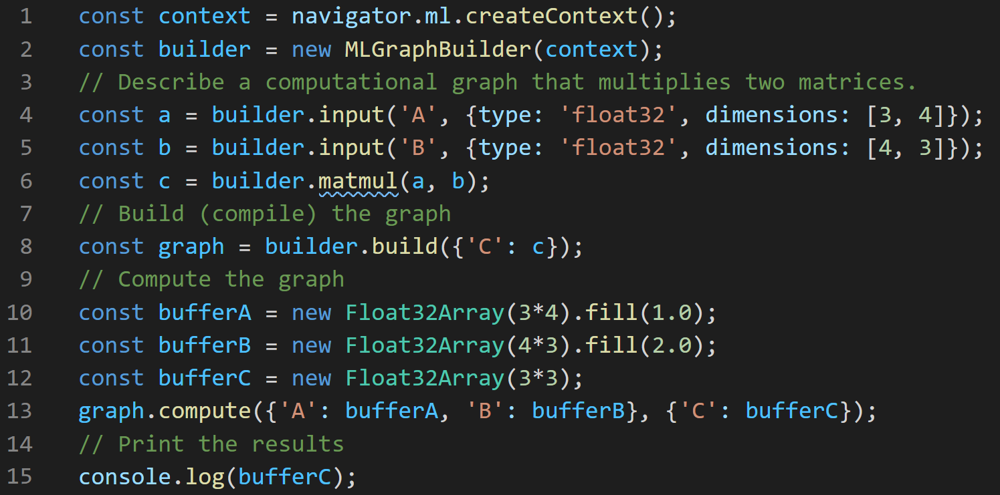 1 const context = navigator.ml.createContext();
2 const builder = new MLGraphBuilder(context);
3 // Describe a computational graph that multiplies two matrices.
4 const a = builder.input('A', {type: 'float32', dimensions: [3, 4]});
5 const b = builder.input('B', {type: 'float32', dimensions: [4, 3]});
6 const c = builder.matmul(a, b);
7 // Build (compile) the graph
8 const graph = builder.build({'C': c});
9 // Compute the graph
10 const bufferA = new Float32Array(3*4).fill(1.0);
11 const bufferB = new Float32Array(4*3).fill(2.0);
12 const bufferC = new Float32Array(3*3);
13 graph.compute({'A': bufferA, 'B': bufferB}, {'C': bufferC});
14 // Print the results
15 console.log(bufferC);